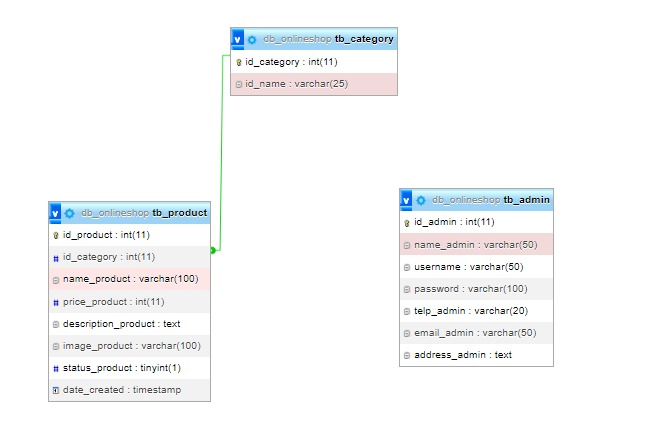 v db_onlineshop tb_category
id_category : int(11)
id_name : varchar(25)
v db_onlineshop tb_product
id_product : int(11)
# id_category : int(11)
name_product : varchar(100)
# price_product : int(11)
description_product : text
image_product : varchar(100)
# status_product : tinyint(1)
date_created : timestamp
v db_onlineshop tb_admin
id_admin : int(11)
name_admin : varchar(50)
username : varchar(50)
password : varchar(100)
telp_admin : varchar(20)
email_admin : varchar(50)
address_admin : text